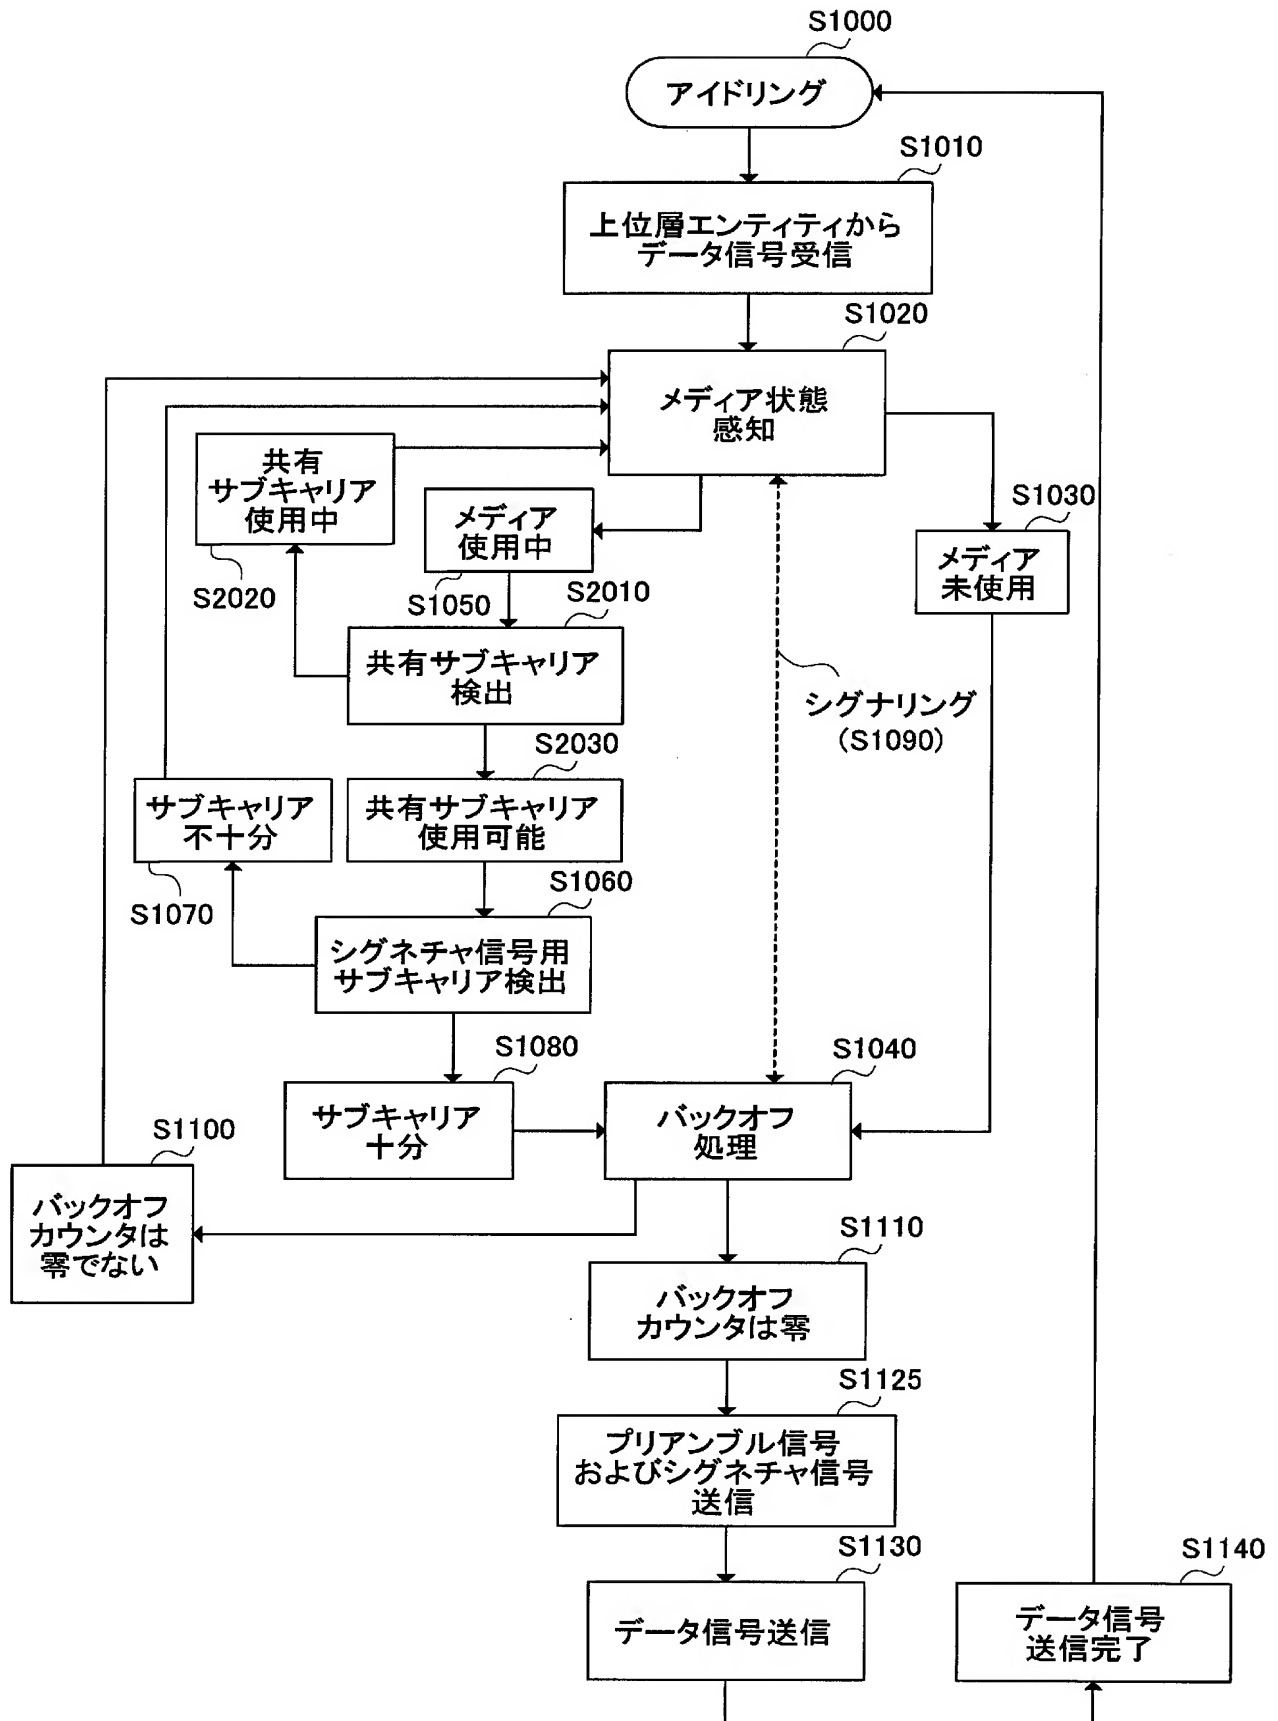 S1000
アイドリング
S1010
上位層エンティティから
データ信号受信
S1020
メディア状態
感知
共有
サブキャリア
使用中
S2020
メディア
使用中
S1050
S1030
メディア
未使用
S2010
共有サブキャリア
検出
シグナリング
(S1090)
S2030
共有サブキャリア
使用可能
サブキャリア
不十分
S1070
S1060
シグネチャ信号用
サブキャリア検出
S1080
サブキャリア
十分
S1040
バックオフ
処理
S1100
バックオフ
カウンタは
零でない
S1110
バックオフ
カウンタは零
S1125
プリアンブル信号
およびシグネチャ信号
送信
S1130
データ信号送信
S1140
データ信号
送信完了